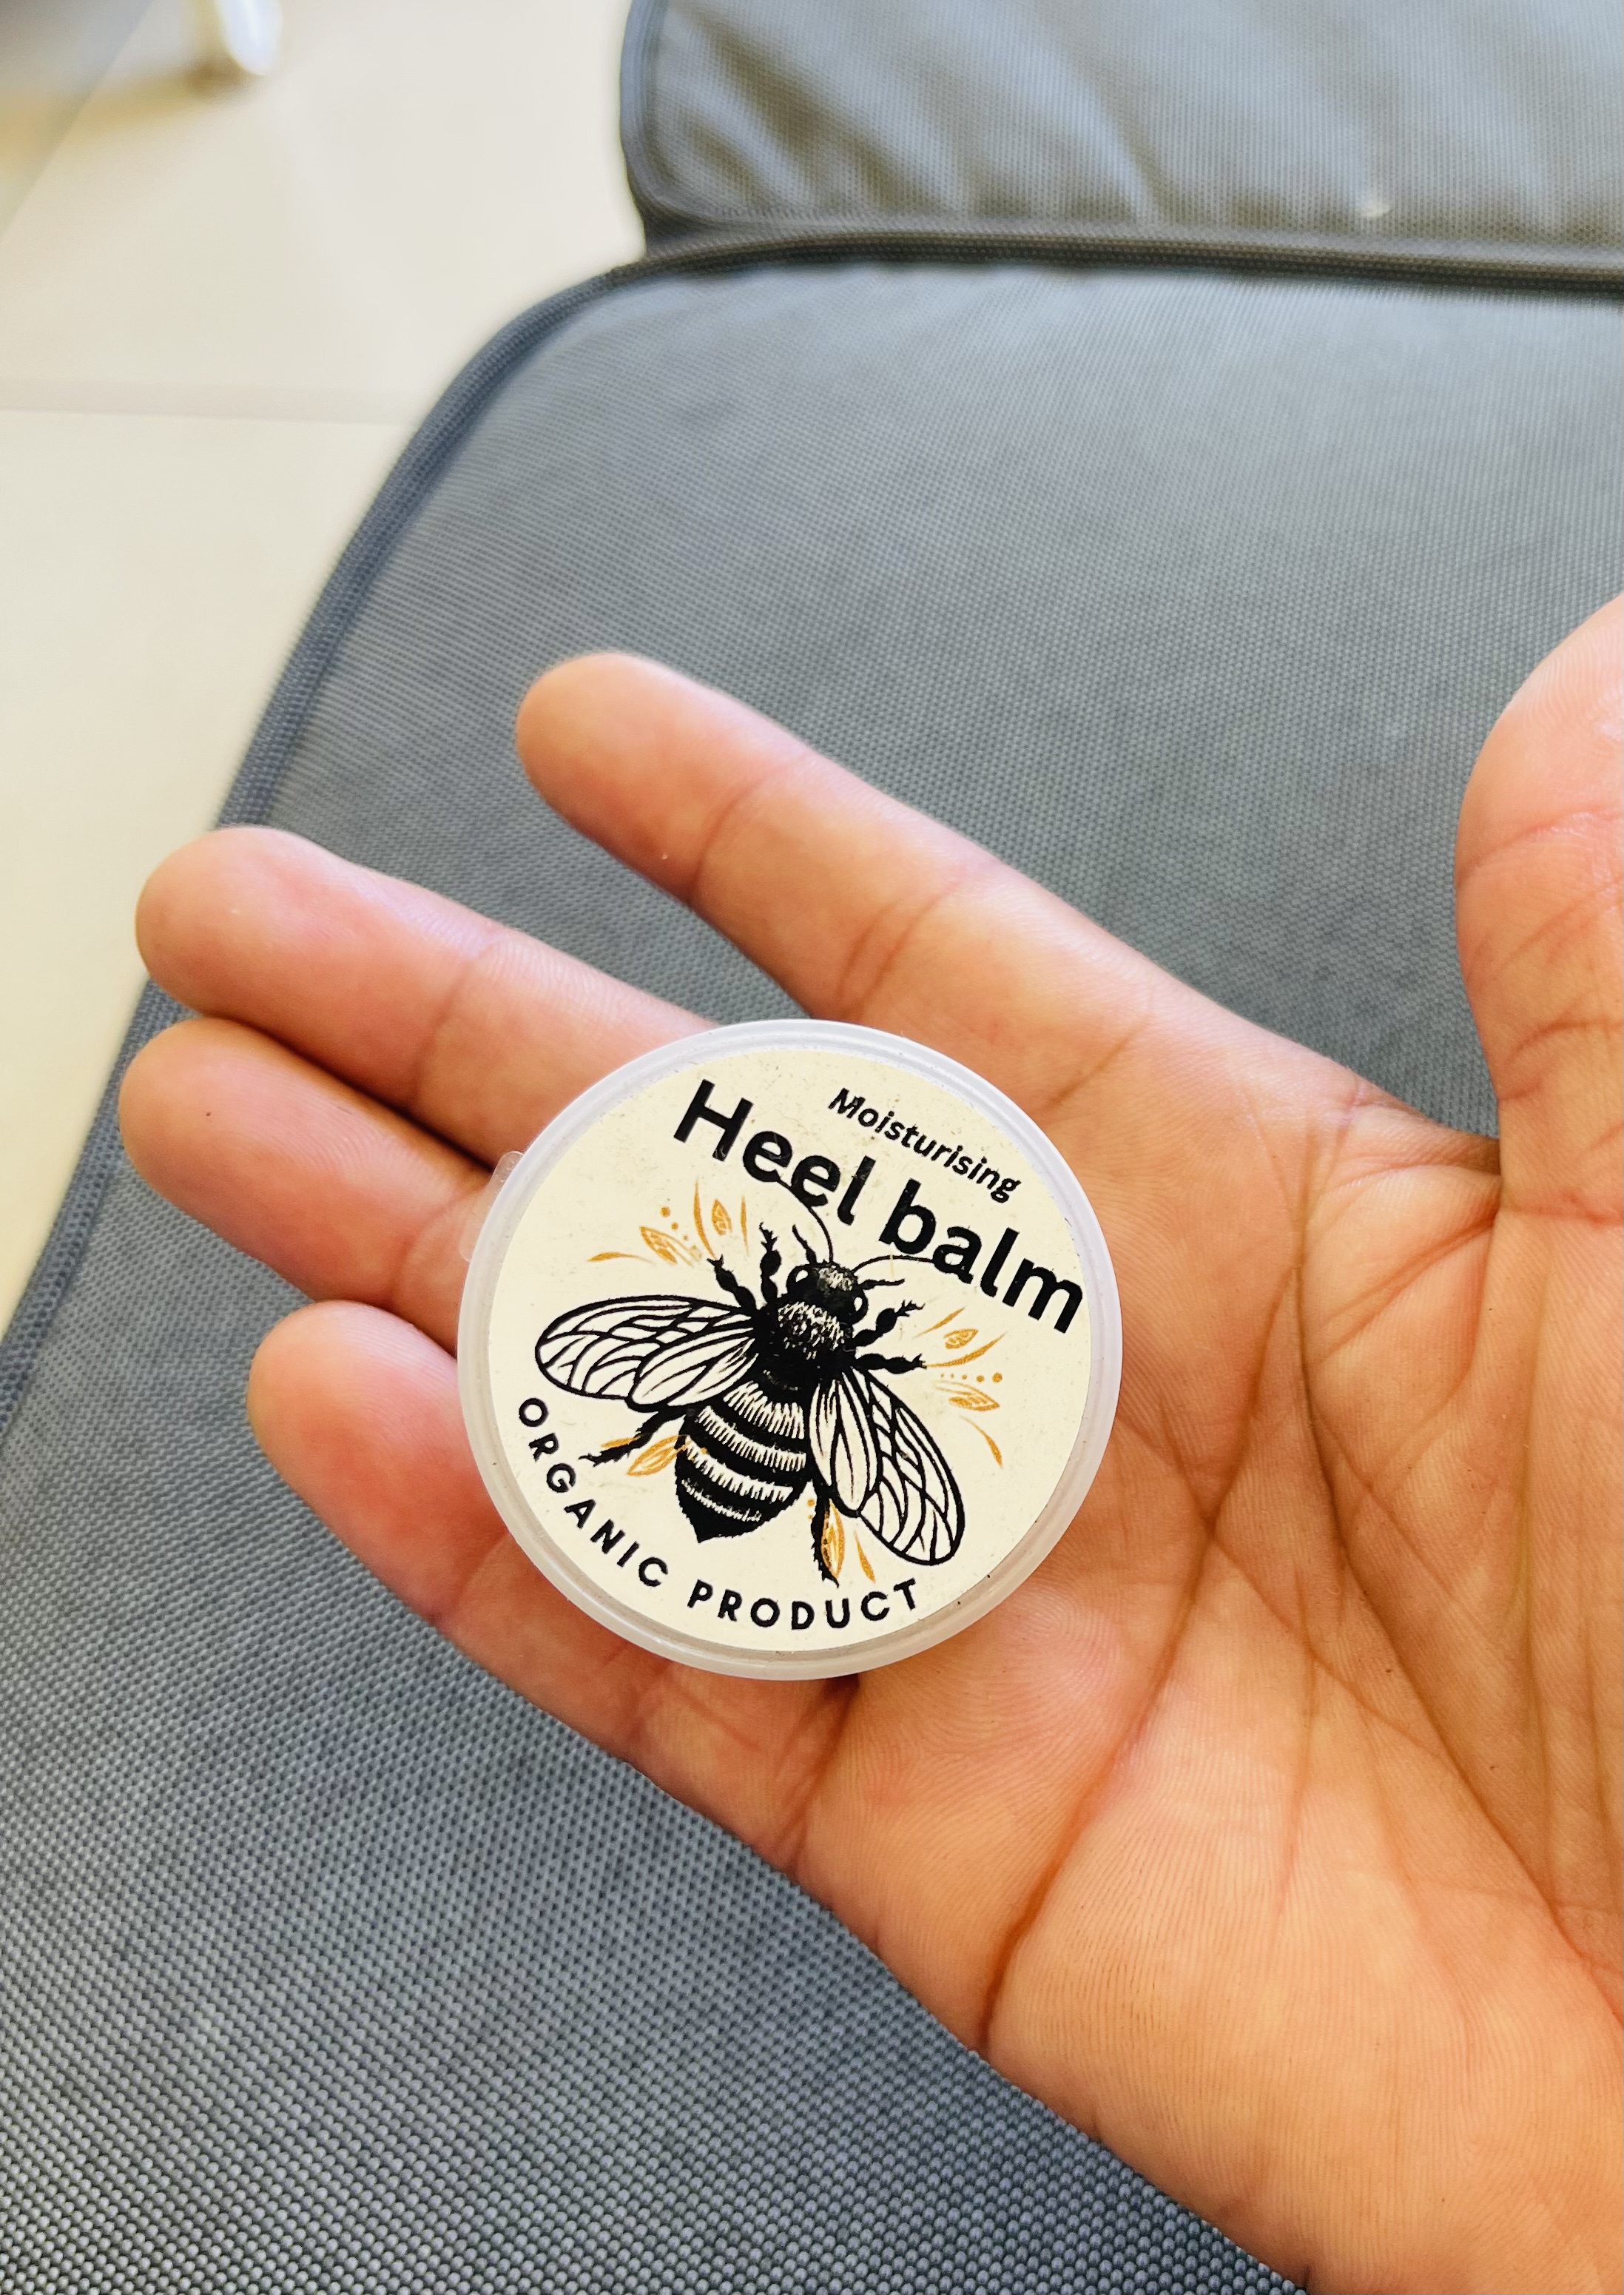 Moisturising
Heel balm
ORGANIC PRODUCT